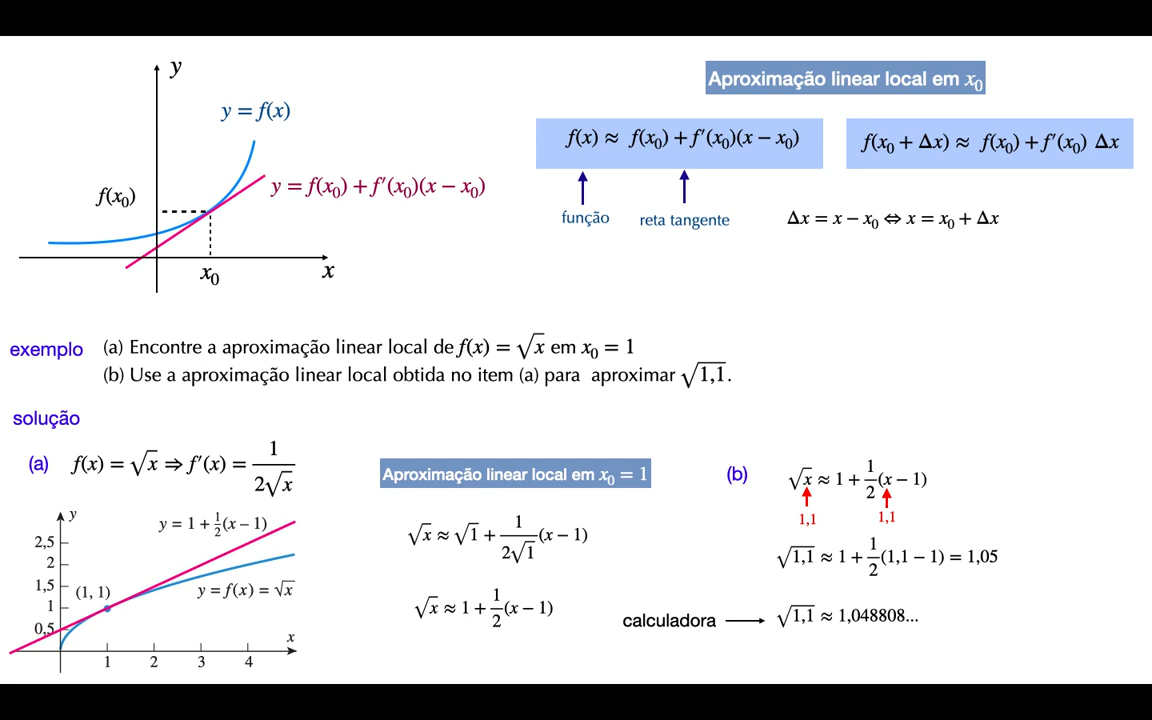 y
y = f(x)
f(x₀)
y = f(x₀) + f′(x₀)(x − x₀)
x₀
x
Aproximação linear local em x₀
f(x) ≈ f(x₀) + f′(x₀)(x − x₀)
f(x₀ + Δx) ≈ f(x₀) + f′(x₀) Δx
função
reta tangente
Δx = x − x₀ ⇔ x = x₀ + Δx
exemplo (a) Encontre a aproximação linear local de f(x) = √x em x₀ = 1
(b) Use a aproximação linear local obtida no item (a) para aproximar √1,1.
solução
(a) f(x) = √x ⇒ f′(x) = 1/(2√x)
y
y = 1 + ½(x − 1)
2,5
2
1,5
1
0,5
(1, 1)
y = f(x) = √x
x
1 2 3 4
Aproximação linear local em x₀ = 1
√x ≈ √1 + 1/(2√1) (x − 1)
√x ≈ 1 + 1/2 (x − 1)
(b) √x ≈ 1 + 1/2 (x − 1)
1,1 1,1
√1,1 ≈ 1 + 1/2 (1,1 − 1) = 1,05
calculadora ⟶ √1,1 ≈ 1,048808...